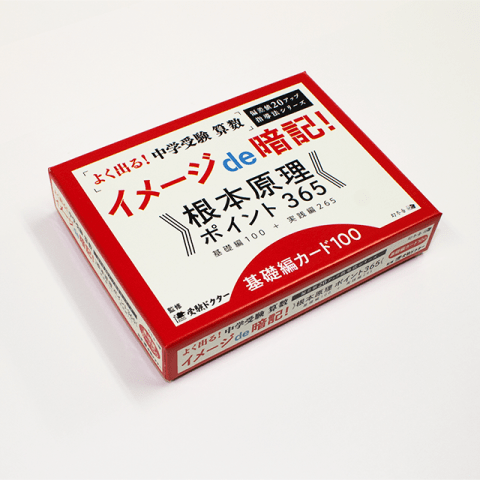 「よく出る！中学受験 算数」
偏差値20アップ
指導法シリーズ
イメージde暗記！
根本原理
ポイント365
基礎編100 + 実践編265
基礎編カード100
監修
受験ドクター
幻冬舎
「よく出る！中学受験 算数」
イメージde暗記！
根本原理 ポイント365